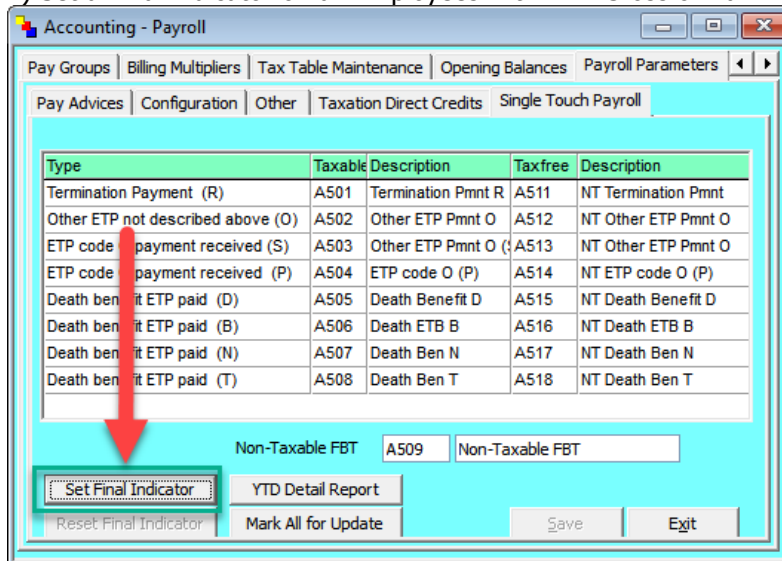 Accounting - Payroll
Pay Groups Billing Multipliers Tax Table Maintenance Opening Balances Payroll Parameters
Pay Advices Configuration Other Taxation Direct Credits Single Touch Payroll
Type Taxable Description Taxfree Description
Termination Payment (R) A501 Termination Pmnt R A511 NT Termination Pmnt
Other ETP not described above (O) A502 Other ETP Pmnt O A512 NT Other ETP Pmnt O
ETP code payment received (S) A503 Other ETP Pmnt O ( A513 NT Other ETP Pmnt O
ETP code payment received (P) A504 ETP code O (P) A514 NT ETP code O (P)
Death benefit ETP paid (D) A505 Death Benefit D A515 NT Death Benefit D
Death ben fit ETP paid (B) A506 Death ETB B A516 NT Death ETB B
Death ben fit ETP paid (N) A507 Death Ben N A517 NT Death Ben N
Death ben fit ETP paid (T) A508 Death Ben T A518 NT Death Ben T
Non-Taxable FBT A509 Non-Taxable FBT
Set Final Indicator YTD Detail Report
Reset Final Indicator Mark All for Update Save Exit